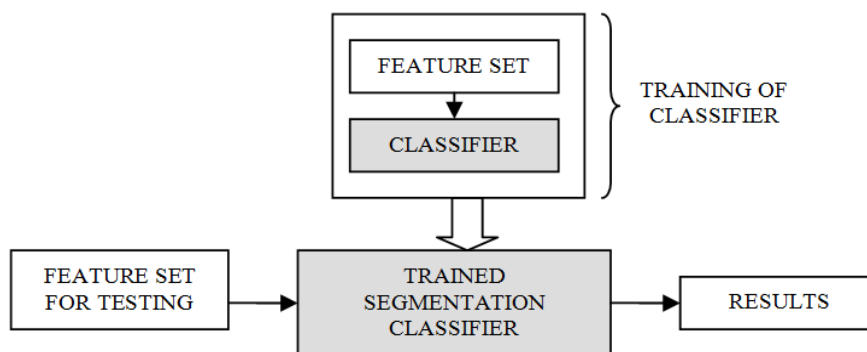 FEATURE SET
CLASSIFIER
TRAINING OF
CLASSIFIER
FEATURE SET
FOR TESTING
TRAINED
SEGMENTATION
CLASSIFIER
RESULTS